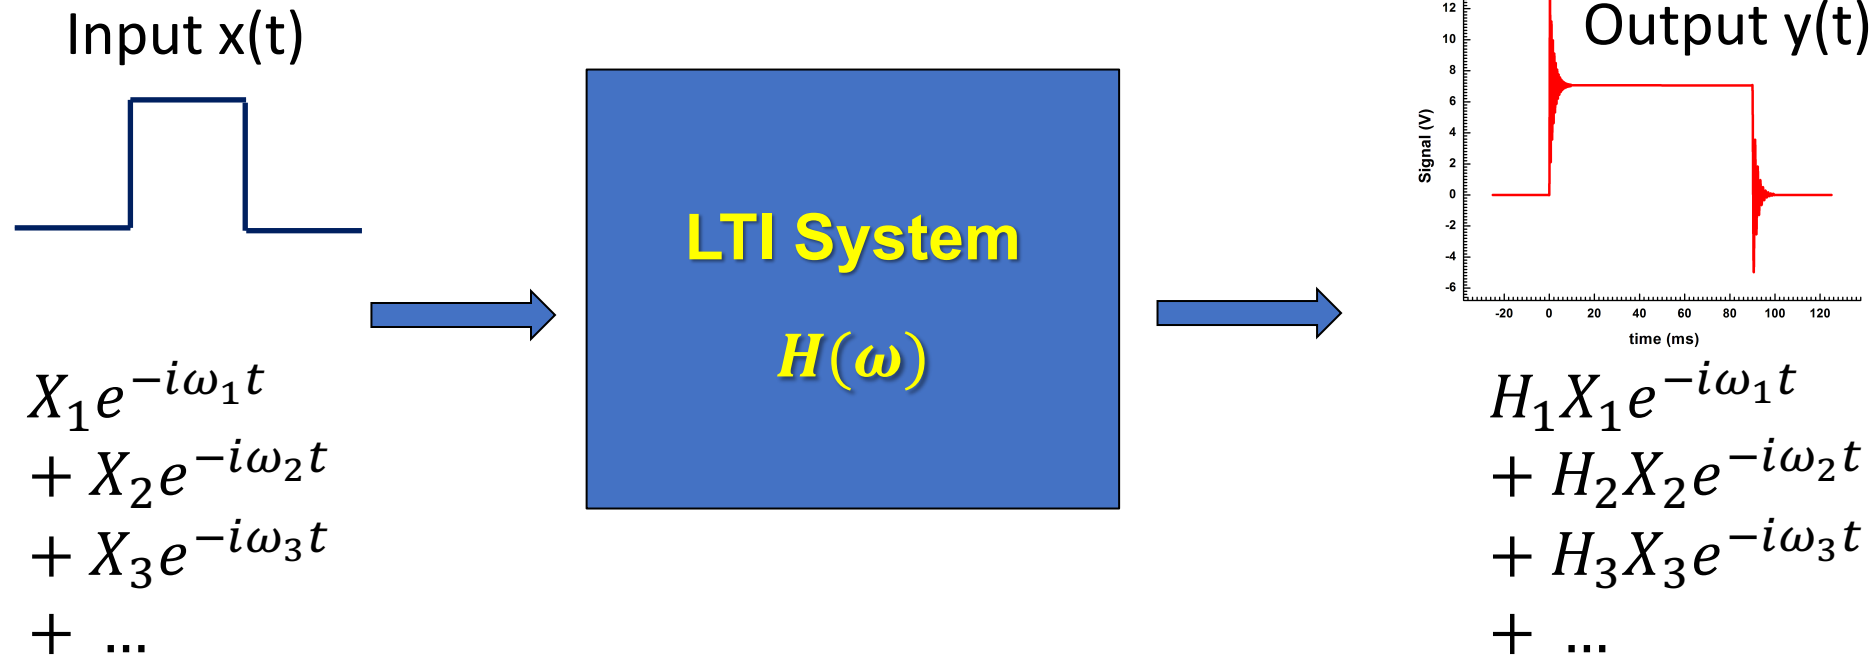 Input x(t)
X₁e^{−iω₁t}
+ X₂e^{−iω₂t}
+ X₃e^{−iω₃t}
+ ...
LTI System
H(ω)
Output y(t)
12
10
8
6
4
2
0
-2
-4
-6
Signal (V)
-20 0 20 40 60 80 100 120
time (ms)
H₁X₁e^{−iω₁t}
+ H₂X₂e^{−iω₂t}
+ H₃X₃e^{−iω₃t}
+ ...